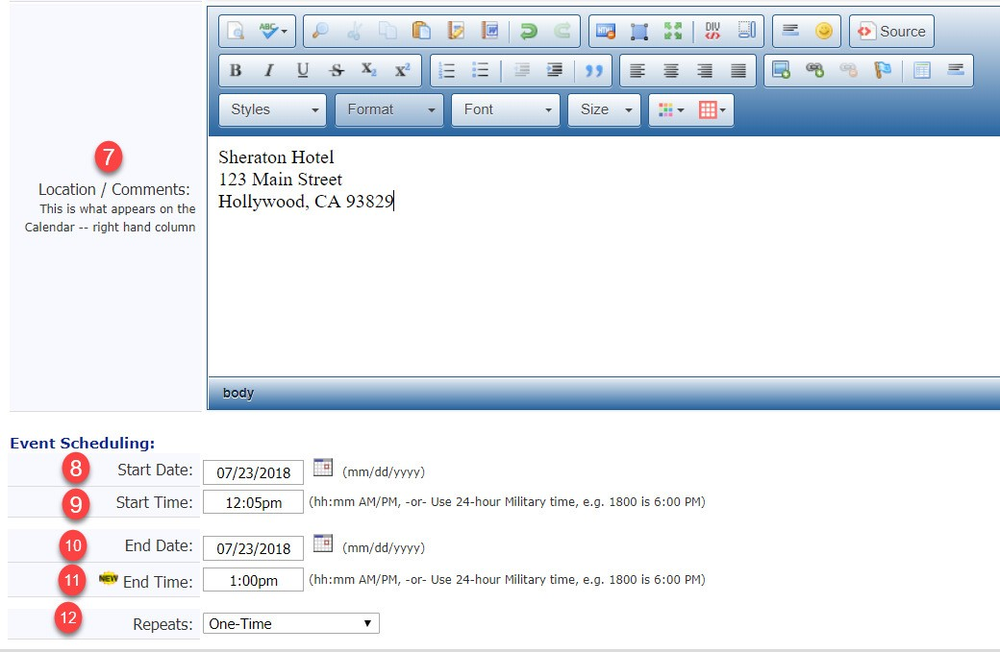 ABC
HTML
DIV
Source
B I U S X₂ X²
Styles Format Font Size
7
Location / Comments:
This is what appears on the
Calendar -- right hand column
Sheraton Hotel
123 Main Street
Hollywood, CA 93829
body
Event Scheduling:
8 Start Date: 07/23/2018 (mm/dd/yyyy)
9 Start Time: 12:05pm (hh:mm AM/PM, -or- Use 24-hour Military time, e.g. 1800 is 6:00 PM)
10 End Date: 07/23/2018 (mm/dd/yyyy)
11 NEW End Time: 1:00pm (hh:mm AM/PM, -or- Use 24-hour Military time, e.g. 1800 is 6:00 PM)
12 Repeats: One-Time